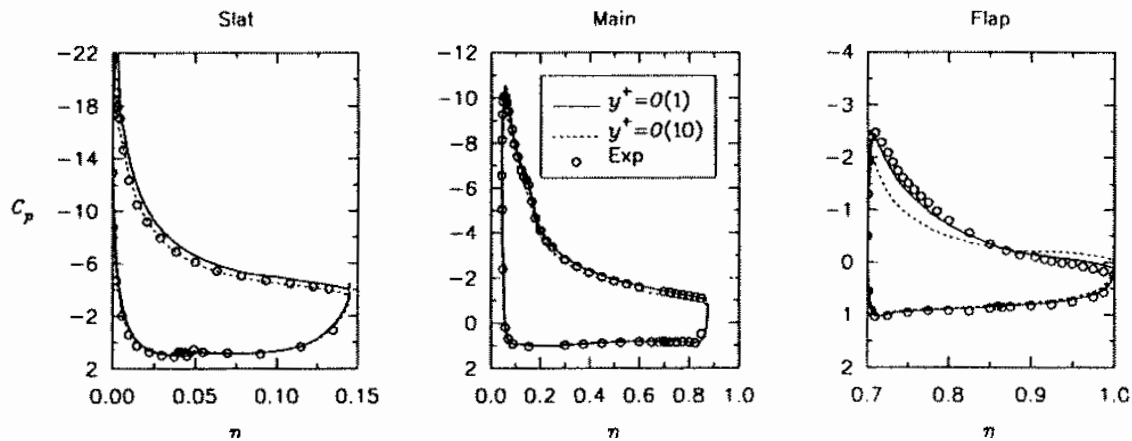 Slat Main Flap
-22 -12 -4
-18 -10 -3
-14 -8 -2
-10 -6 -1
-6 -4 0
-2 -2 1
2 0 2
2
C_p
y^+=O(1)
y^+=O(10)
Exp
0.00 0.05 0.10 0.15 0.0 0.2 0.4 0.6 0.8 1.0 0.7 0.8 0.9 1.0
η η η